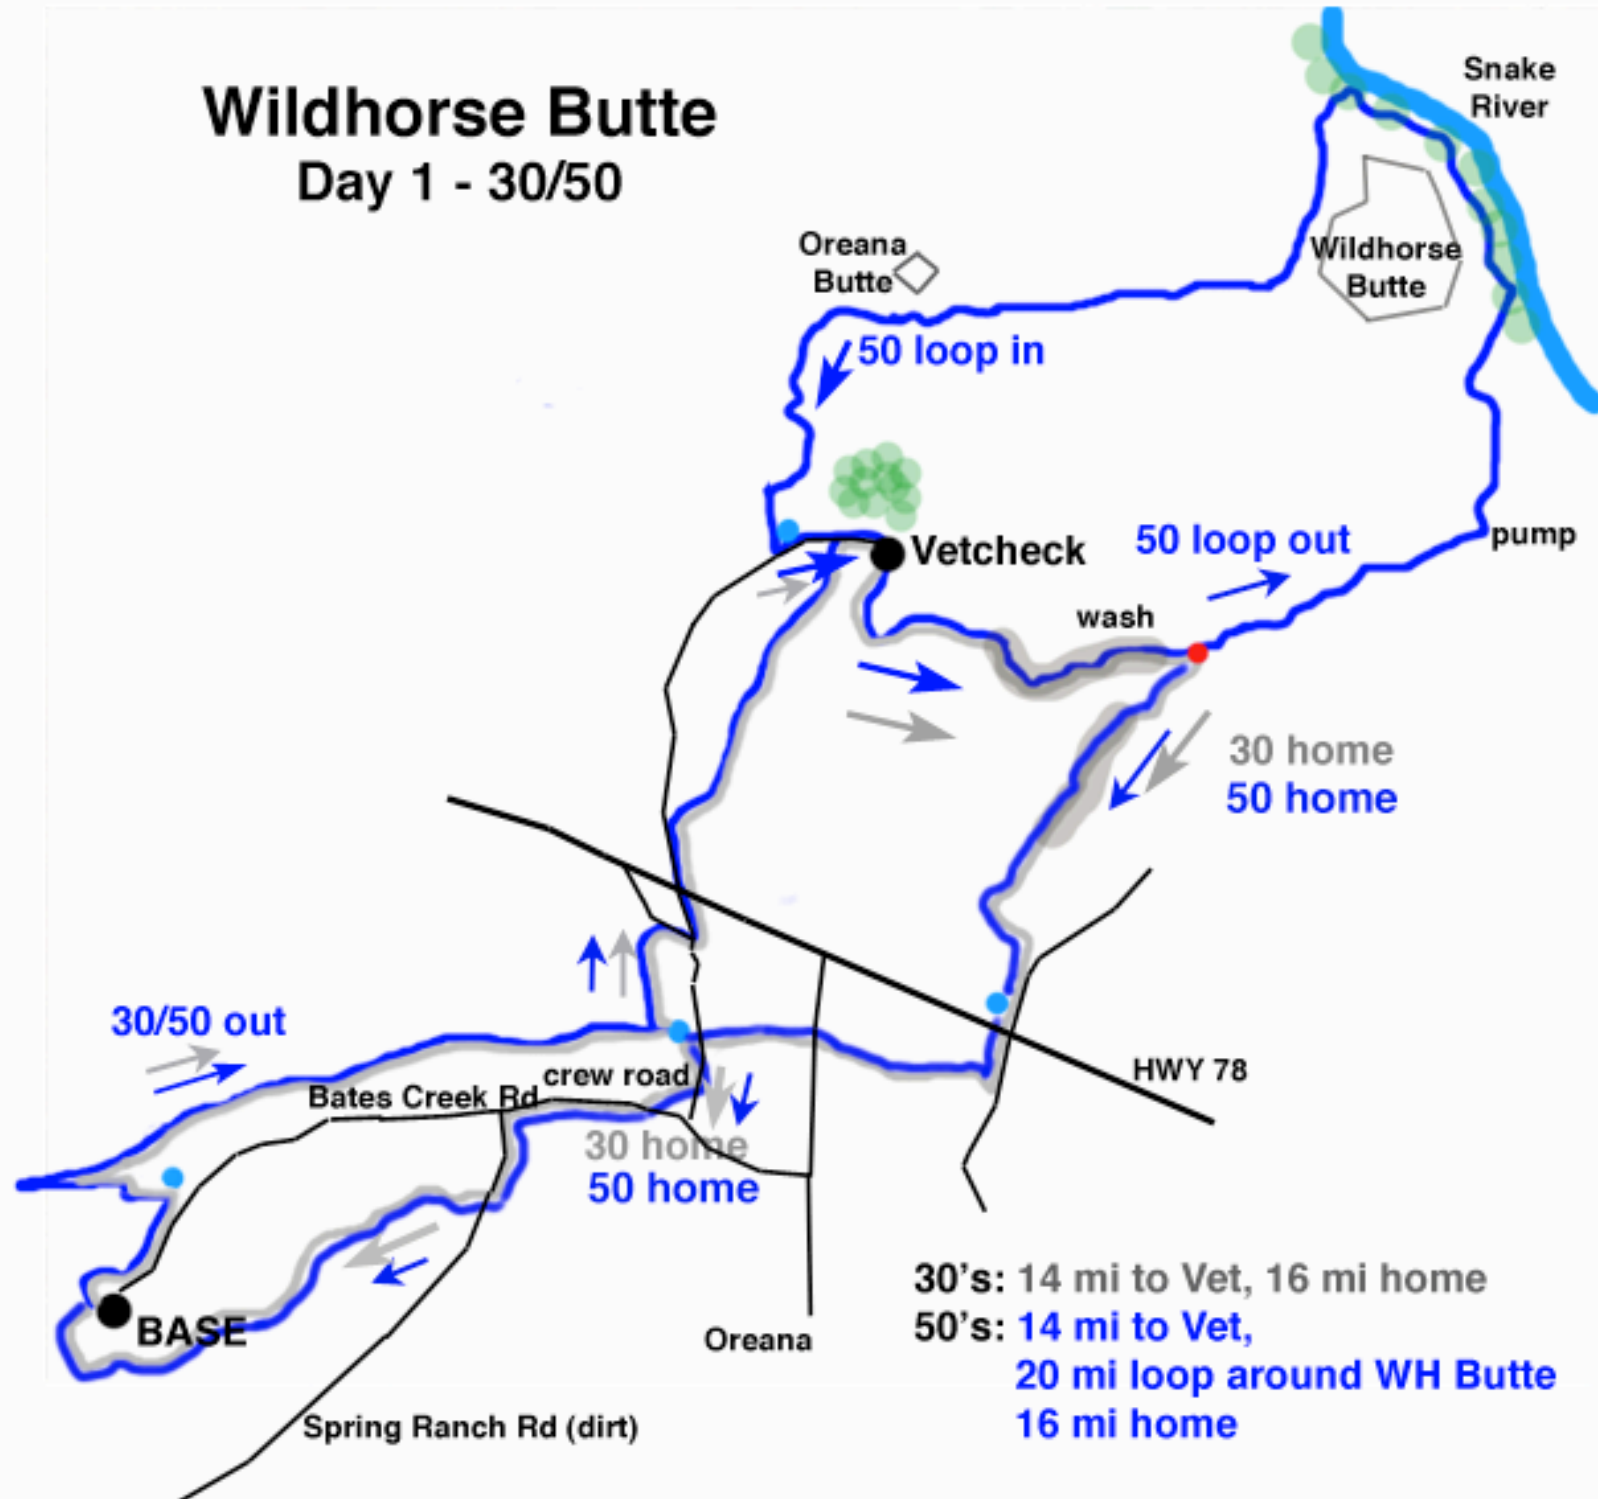 Wildhorse Butte
Day 1 - 30/50
Snake
River
Oreana
Butte
Wildhorse
Butte
50 loop in
Vetcheck
50 loop out
pump
wash
30 home
50 home
30/50 out
HWY 78
crew road
Bates Creek Rd
30 home
50 home
BASE
Oreana
Spring Ranch Rd (dirt)
30's: 14 mi to Vet, 16 mi home
50's: 14 mi to Vet,
20 mi loop around WH Butte
16 mi home